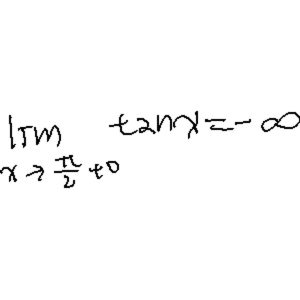 lim tanx = -∞
x → π/2 +0